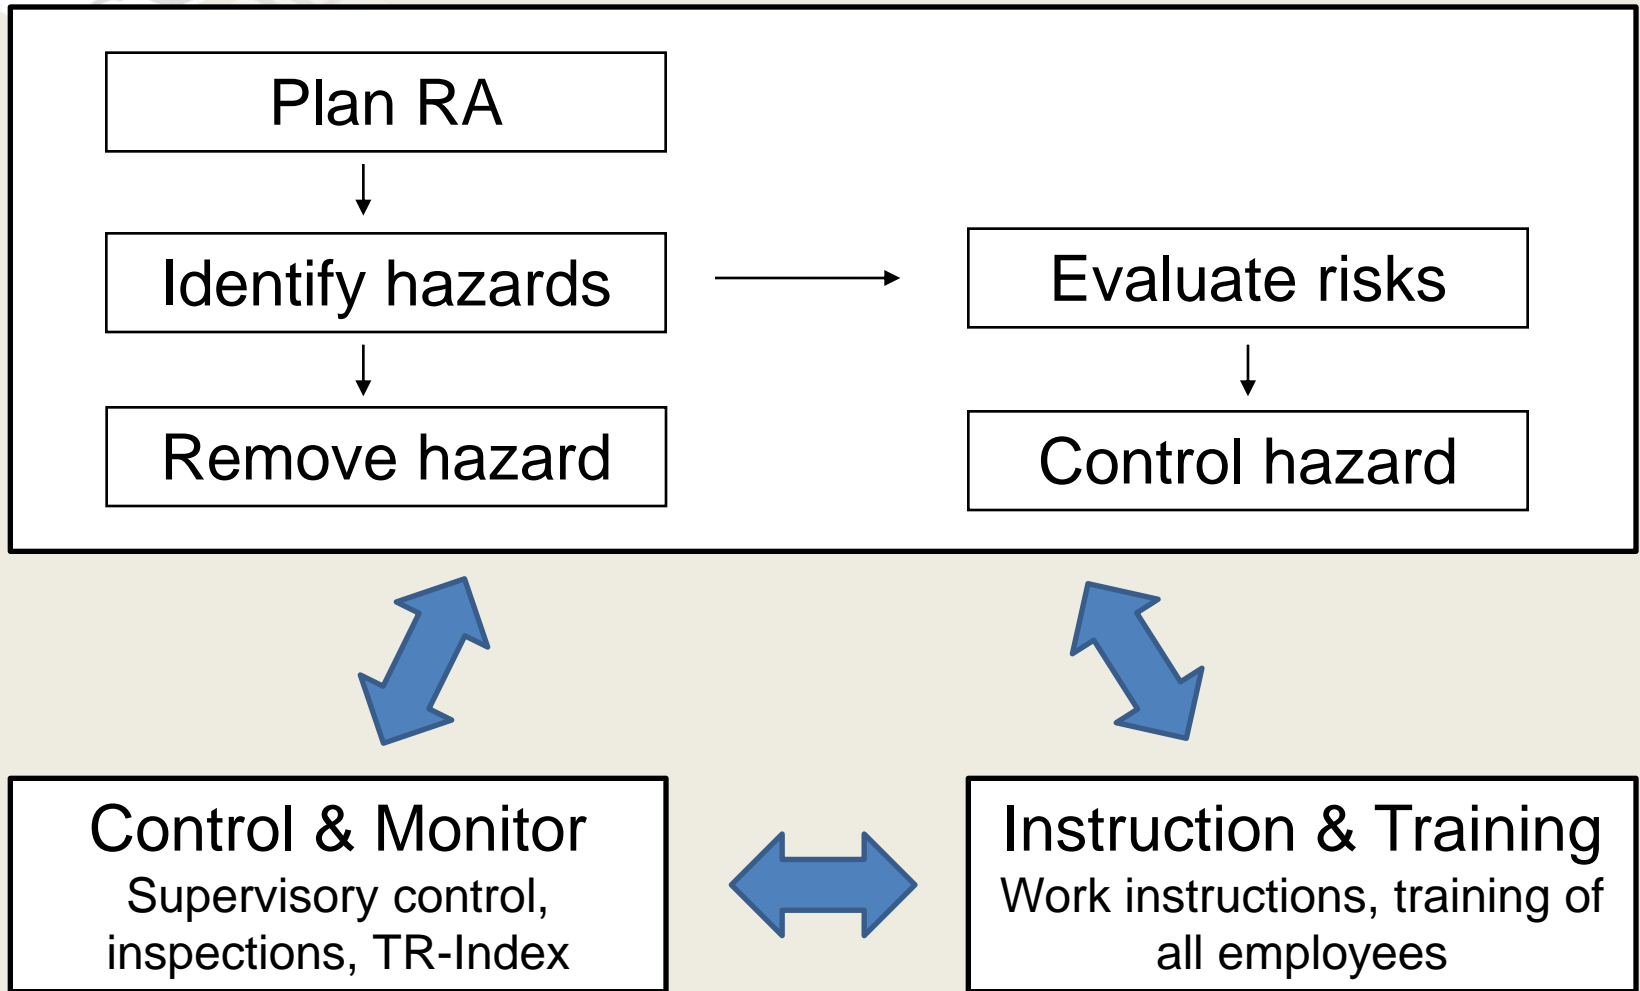 Plan RA
Identify hazards
Evaluate risks
Remove hazard
Control hazard
Control & Monitor
Supervisory control,
inspections, TR-Index
Instruction & Training
Work instructions, training of
all employees